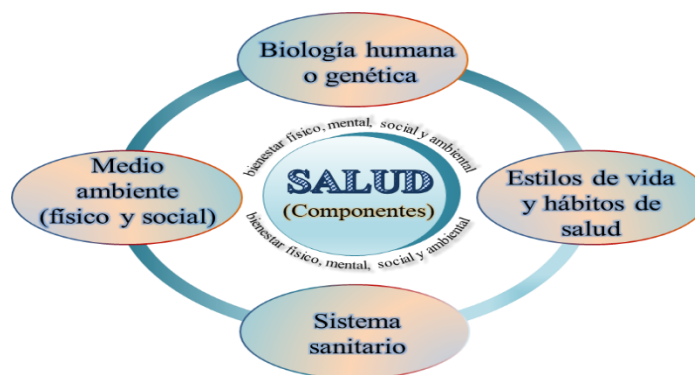 Biología humana
o genética
bienestar físico, mental, social y ambiental
Medio
ambiente
(físico y social)
SALUD
(Componentes)
Estilos de vida
y hábitos de
salud
bienestar físico, mental, social y ambiental
Sistema
sanitario